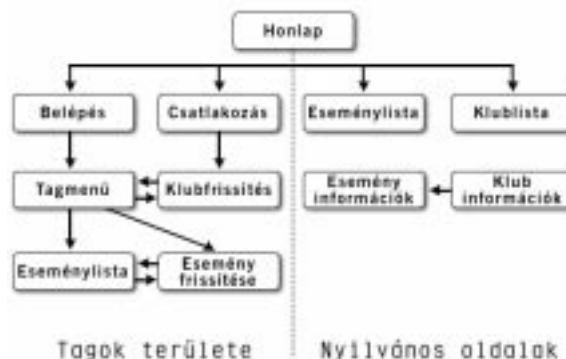 Honlap
Belépés
Csatlakozás
Eseménylista
Klublista
Tagmenü
Klubfrissítés
Esemény
információk
Klub
információk
Eseménylista
Esemény
frissítése
Tagok területe
Nyilvános oldalak